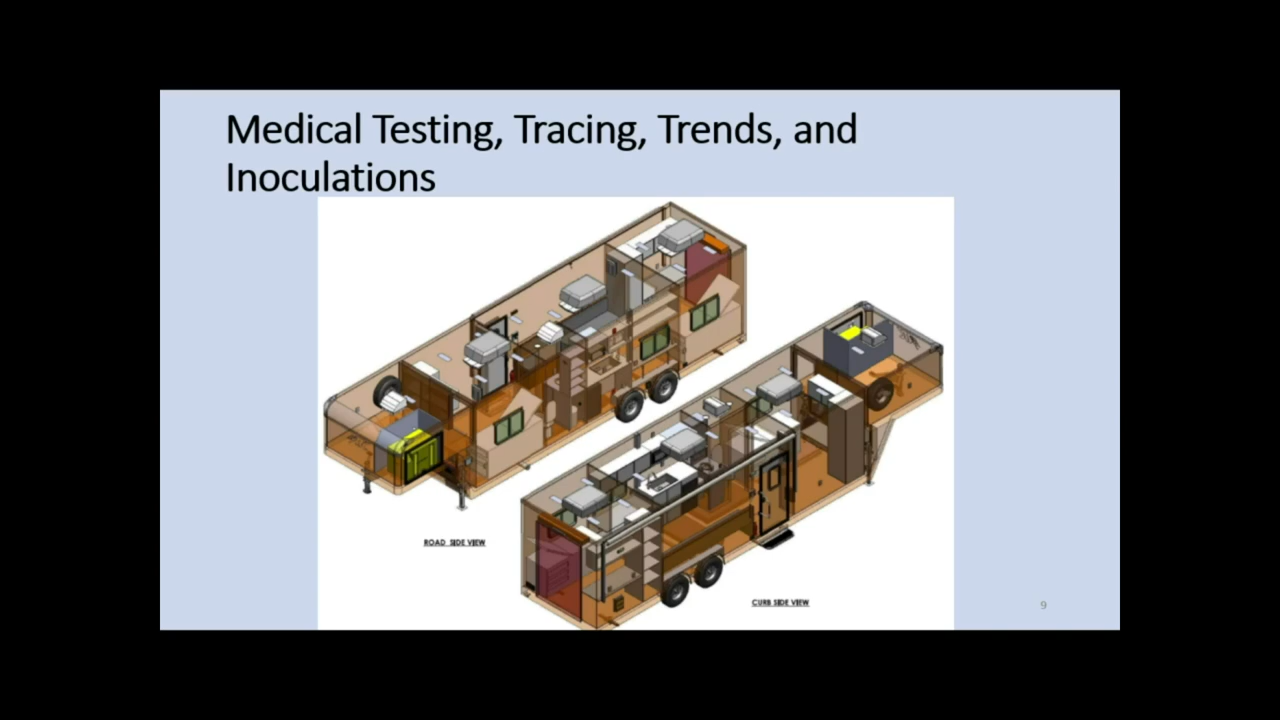 Medical Testing, Tracing, Trends, and
Inoculations
ROAD SIDE VIEW
CURB SIDE VIEW
9